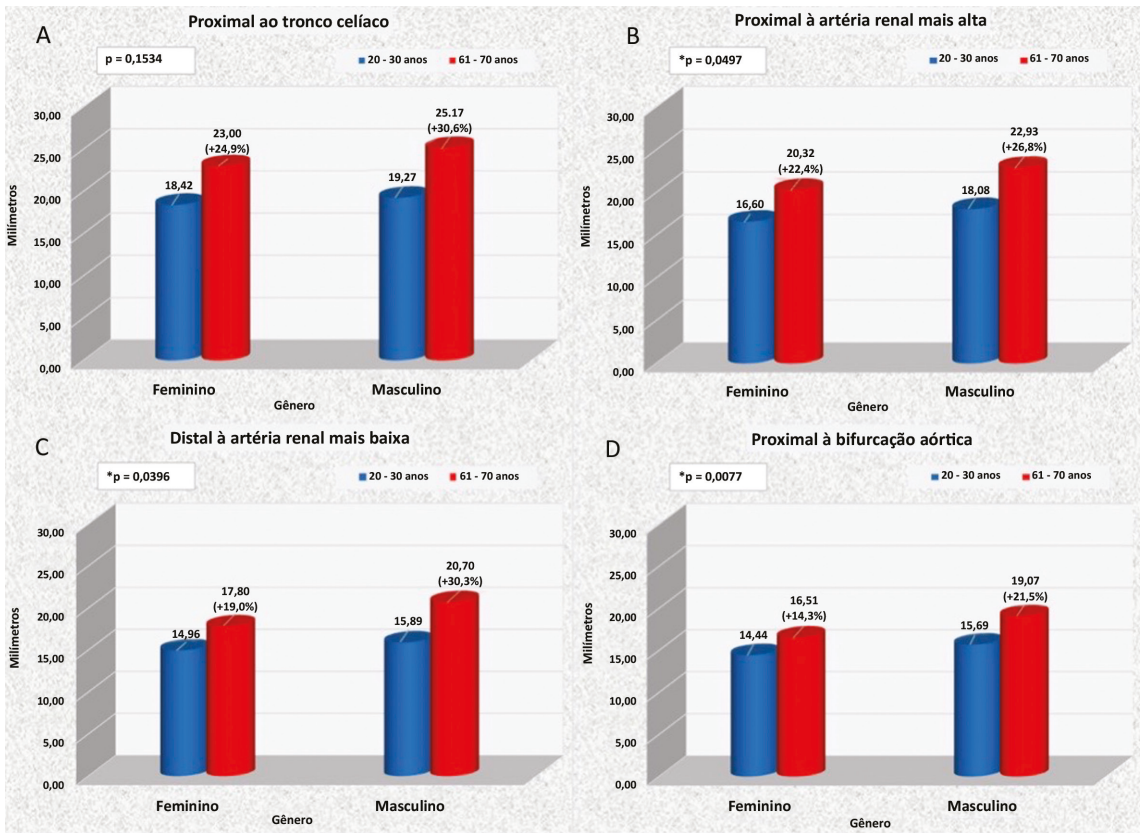 A
Proximal ao tronco celíaco
p = 0,1534
20 - 30 anos
61 - 70 anos
Milímetros
30,00
25,00
20,00
15,00
10,00
5,00
0,00
18,42
23,00
(+24,9%)
19,27
25.17
(+30,6%)
Feminino
Masculino
Gênero
B
Proximal à artéria renal mais alta
*p = 0,0497
20 - 30 anos
61 - 70 anos
Milímetros
30,00
25,00
20,00
15,00
10,00
5,00
0,00
16,60
20,32
(+22,4%)
18,08
22,93
(+26,8%)
Feminino
Masculino
Gênero
C
Distal à artéria renal mais baixa
*p = 0,0396
20 - 30 anos
61 - 70 anos
Milímetros
30,00
25,00
20,00
15,00
10,00
5,00
0,00
14,96
17,80
(+19,0%)
15,89
20,70
(+30,3%)
Feminino
Masculino
Gênero
D
Proximal à bifurcação aórtica
*p = 0,0077
20 - 30 anos
61 - 70 anos
Milímetros
30,00
25,00
20,00
15,00
10,00
5,00
0,00
14,44
16,51
(+14,3%)
15,69
19,07
(+21,5%)
Feminino
Masculino
Gênero